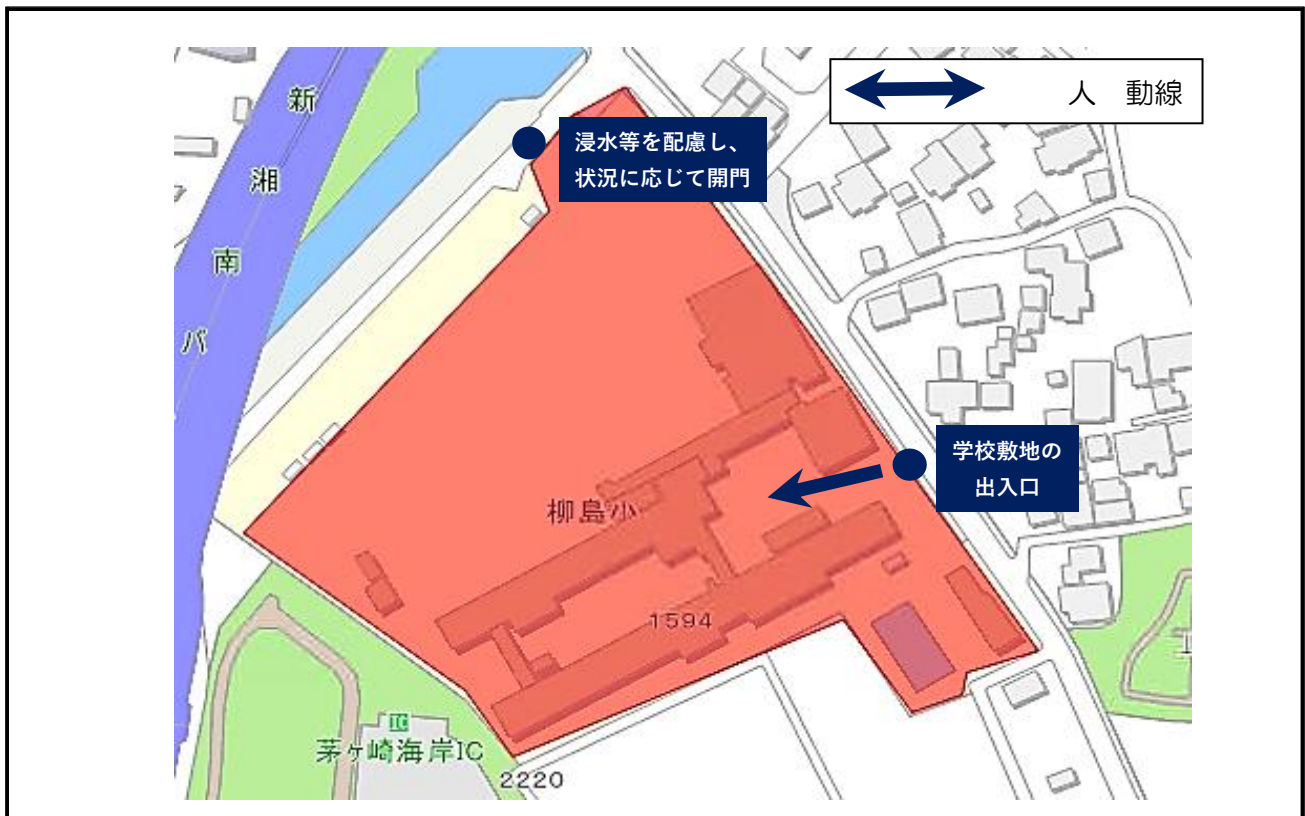 人 動線
新
湘
南
バ
浸水等を配慮し、
状況に応じて開門
学校敷地の
出入口
柳島小
1594
IC
茅ヶ崎海岸IC
2220